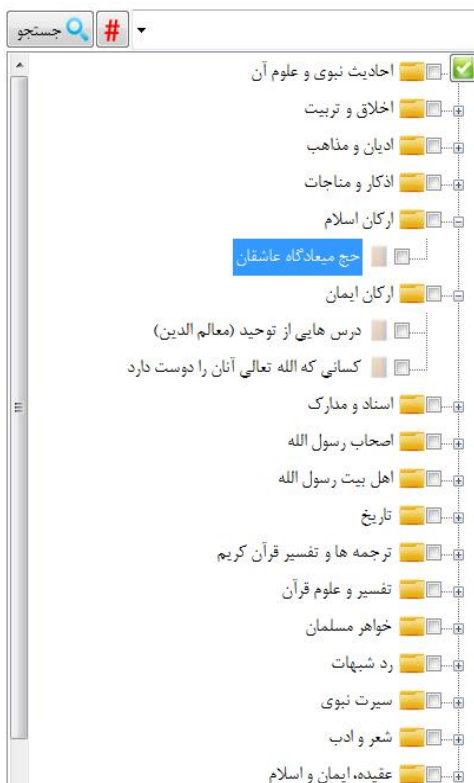 جستجو #
احادیث نبوی و علوم آن
اخلاق و تربیت
ادیان و مذاهب
اذکار و مناجات
ارکان اسلام
حج میعادگاه عاشقان
ارکان ایمان
درس هایی از توحید (معالم الدین)
کسانی که الله تعالی آنان را دوست دارد
اسناد و مدارک
اصحاب رسول الله
اهل بیت رسول الله
تاریخ
ترجمه ها و تفسیر قرآن کریم
تفسیر و علوم قرآن
خواهر مسلمان
رد شبهات
سیرت نبوی
شعر و ادب
عقیده، ایمان و اسلام